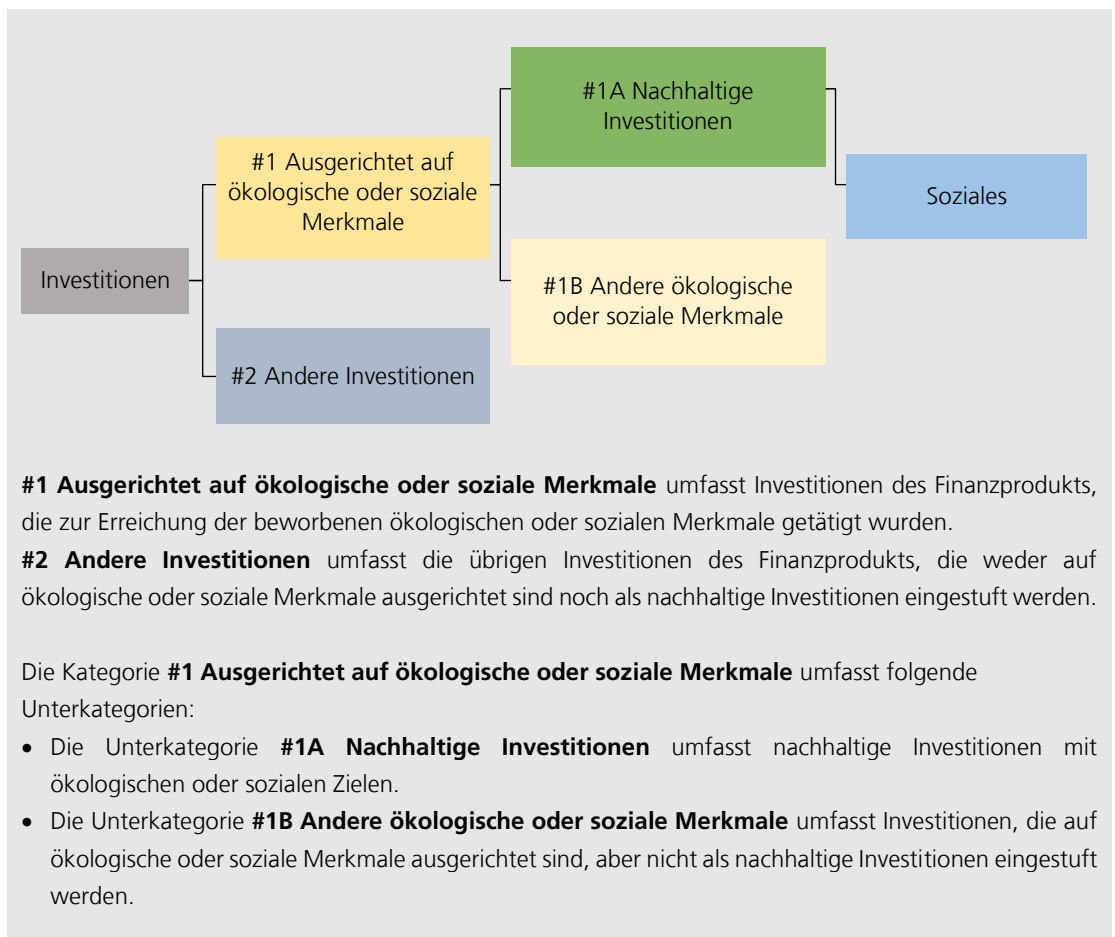 #1A Nachhaltige
Investitionen
#1 Ausgerichtet auf
ökologische oder soziale
Merkmale
Soziales
Investitionen
#1B Andere ökologische
oder soziale Merkmale
#2 Andere Investitionen
#1 Ausgerichtet auf ökologische oder soziale Merkmale umfasst Investitionen des Finanzprodukts,
die zur Erreichung der beworbenen ökologischen oder sozialen Merkmale getätigt wurden.
#2 Andere Investitionen umfasst die übrigen Investitionen des Finanzprodukts, die weder auf
ökologische oder soziale Merkmale ausgerichtet sind noch als nachhaltige Investitionen eingestuft werden.
Die Kategorie #1 Ausgerichtet auf ökologische oder soziale Merkmale umfasst folgende
Unterkategorien:
• Die Unterkategorie #1A Nachhaltige Investitionen umfasst nachhaltige Investitionen mit
ökologischen oder sozialen Zielen.
• Die Unterkategorie #1B Andere ökologische oder soziale Merkmale umfasst Investitionen, die auf
ökologische oder soziale Merkmale ausgerichtet sind, aber nicht als nachhaltige Investitionen eingestuft
werden.